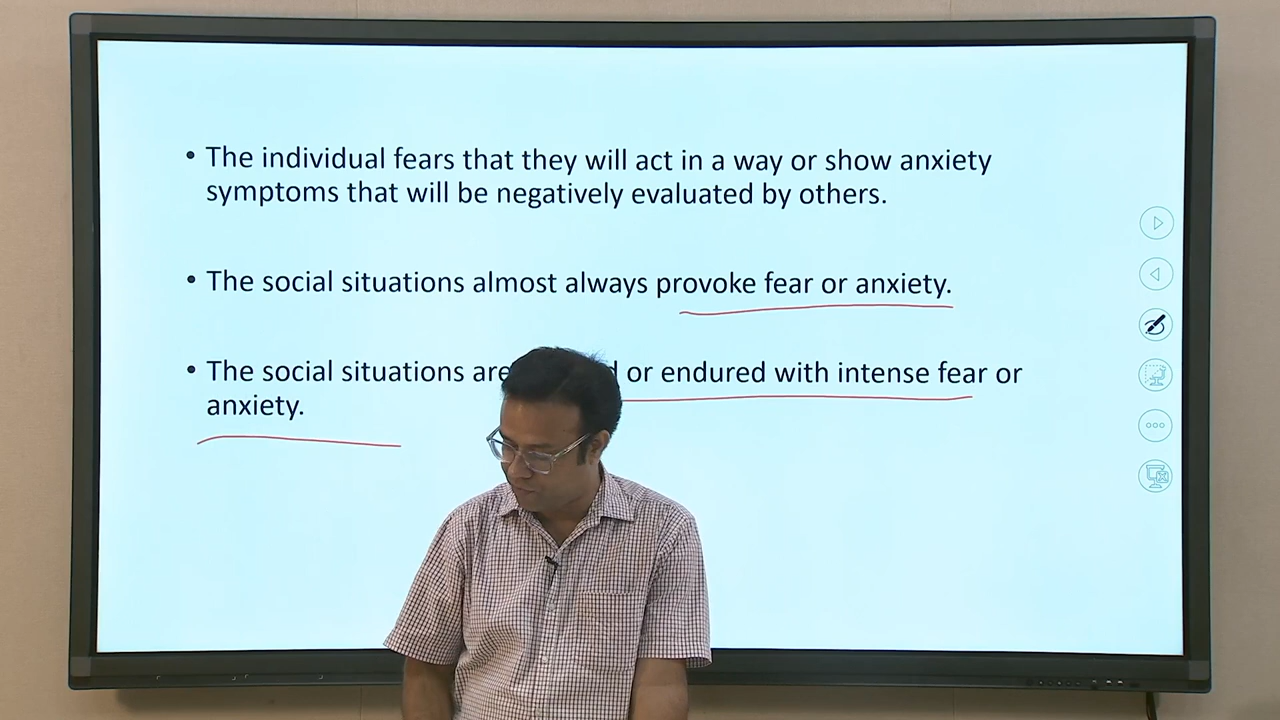 • The individual fears that they will act in a way or show anxiety
symptoms that will be negatively evaluated by others.
• The social situations almost always provoke fear or anxiety.
• The social situations are or endured with intense fear or
anxiety.